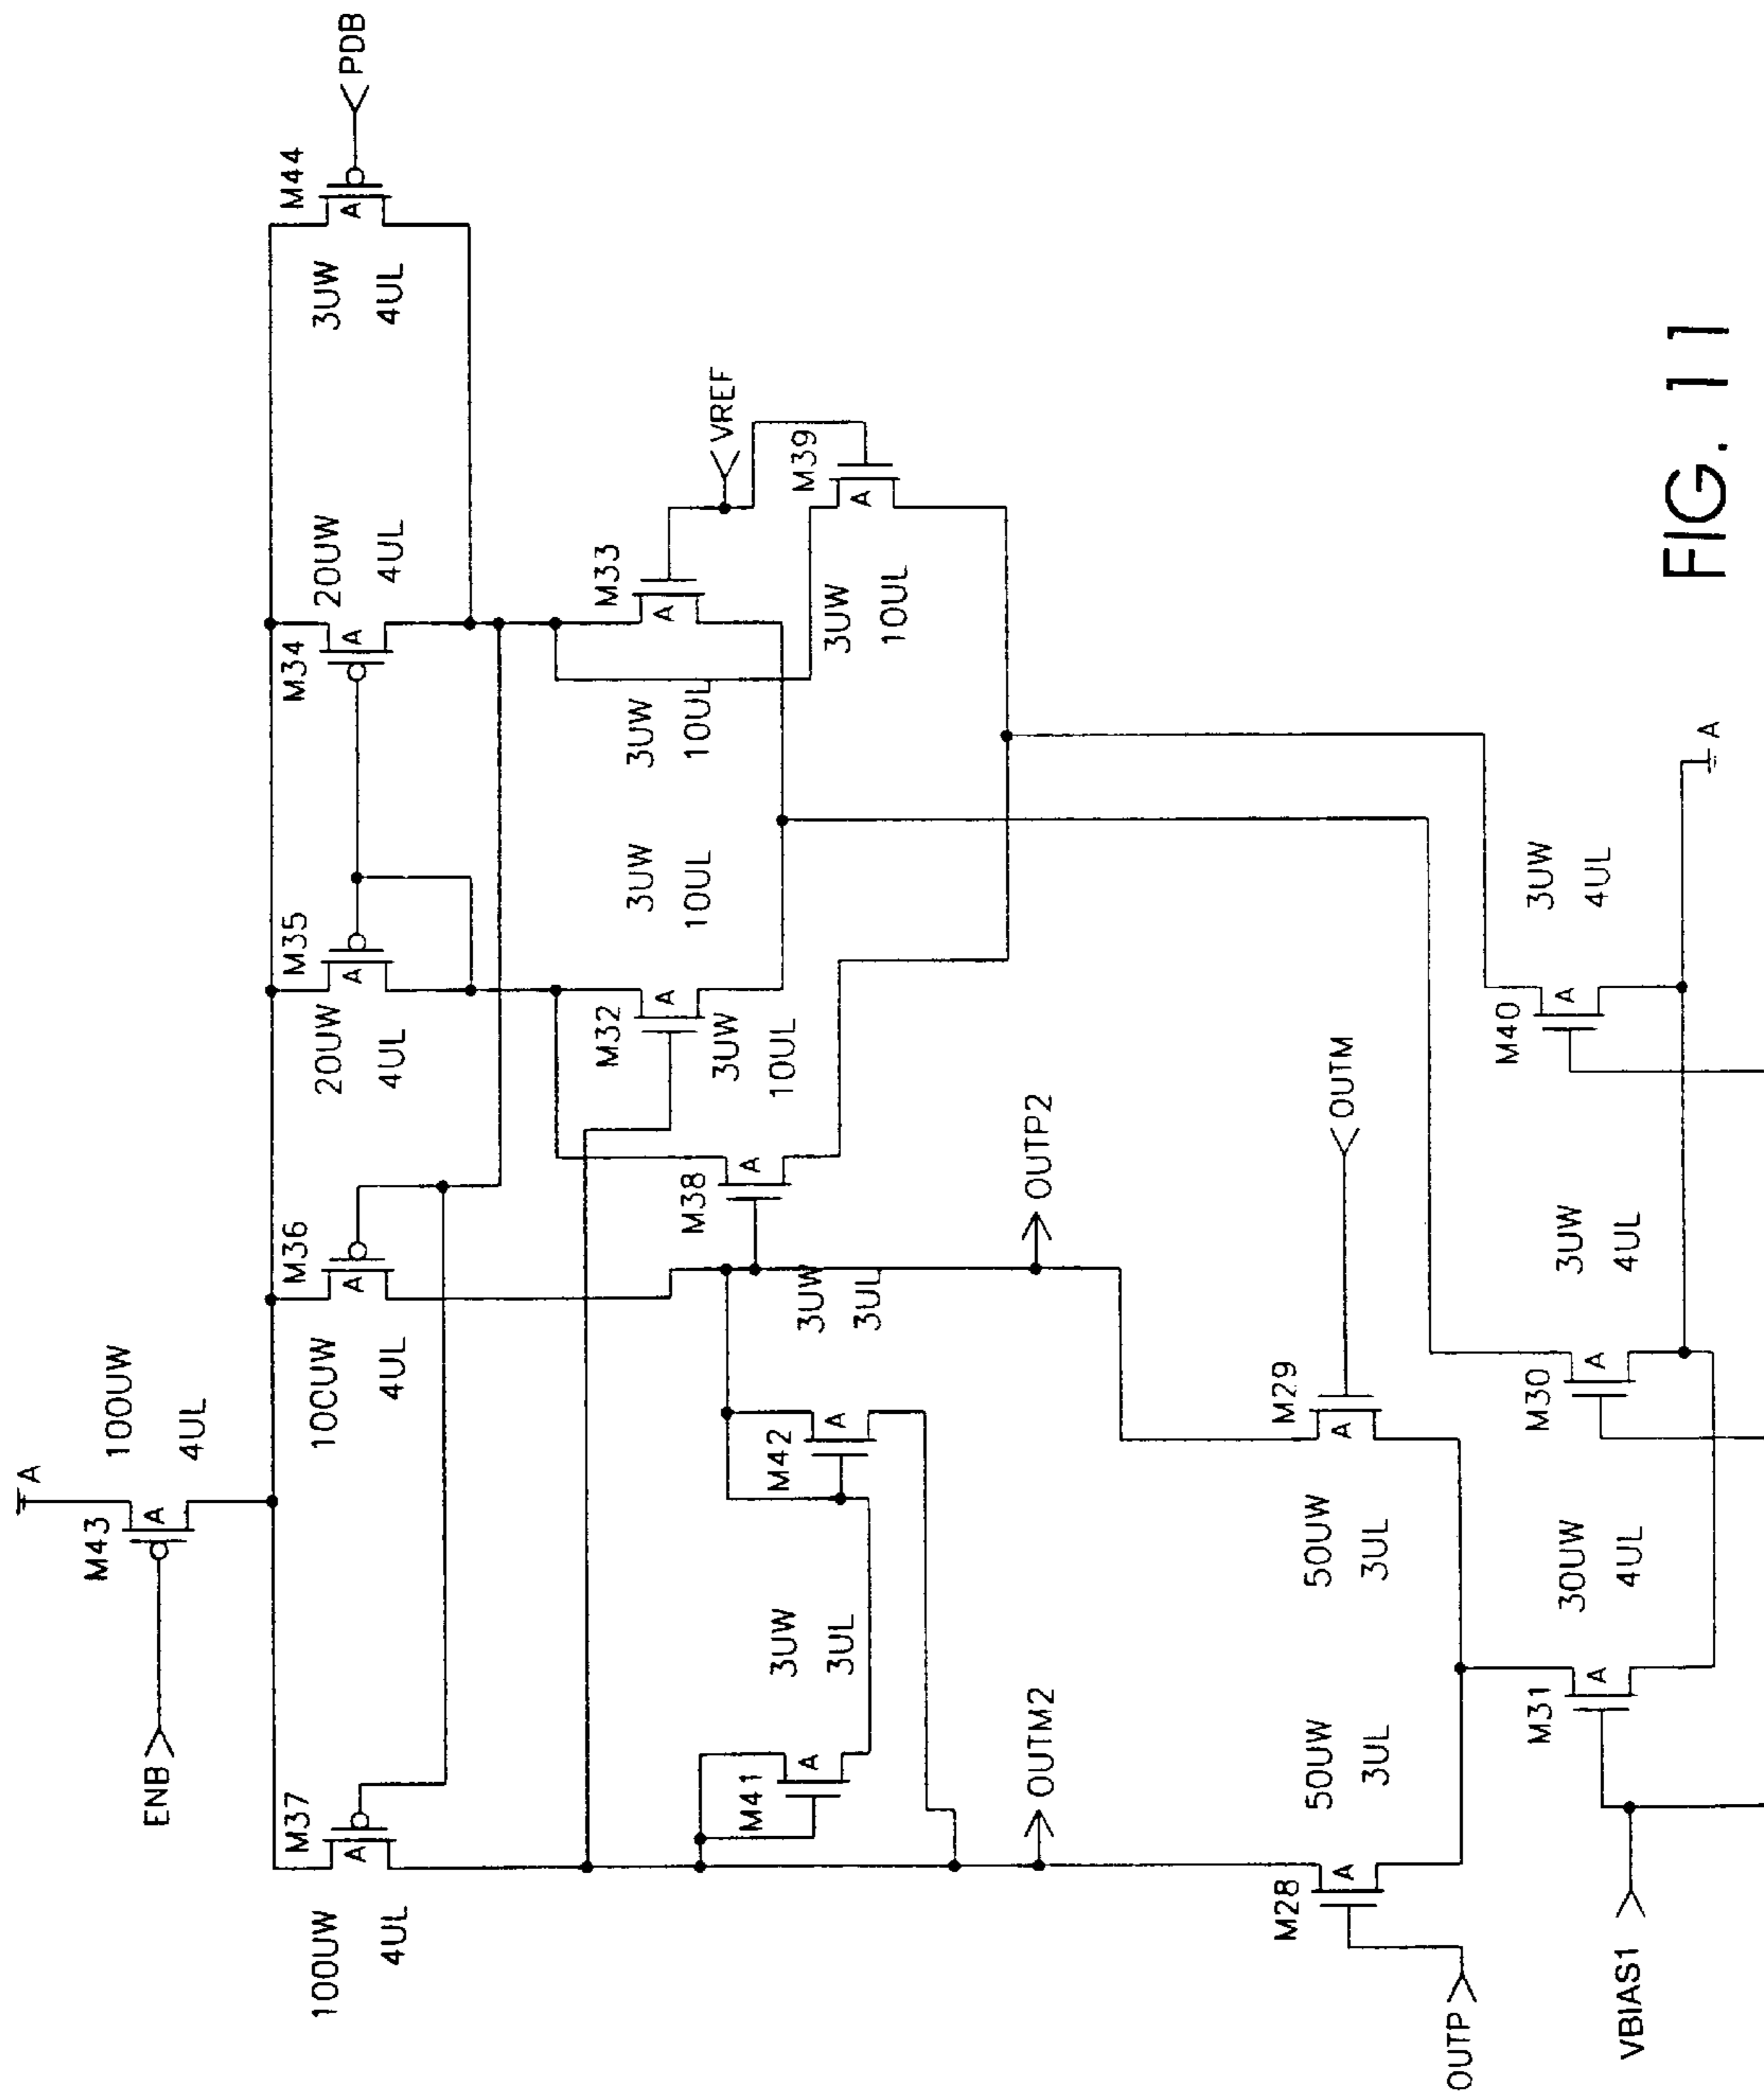 A
M43
100UW
4UL
ENB
M37
100UW
4UL
M36
100UW
4UL
M35
20UW
4UL
M34
20UW
4UL
M44
3UW
4UL
PDB
A
A
A
A
A
M32
A
3UW
10UL
3UW
10UL
M33
A
3UW
10UL
VREF
M39
A
3UW
10UL
M38
A
3UW
3UL
M42
A
M41
A
3UW
3UL
OUTM2
OUTP2
M28
A
50UW
3UL
M29
A
50UW
3UL
OUTM
OUTP
M31
A
30UW
4UL
M30
A
3UW
4UL
M40
A
3UW
4UL
A
VBIAS1
A
FIG. 11